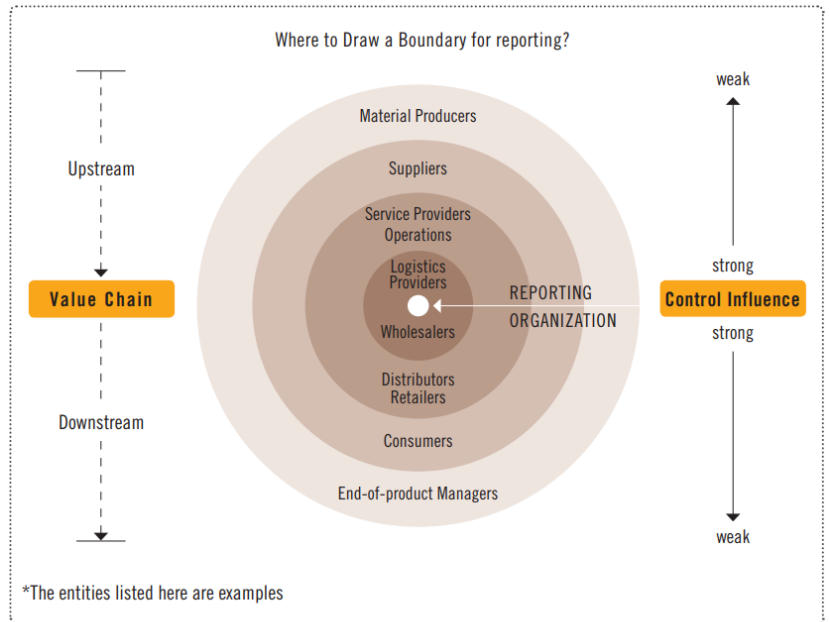 Where to Draw a Boundary for reporting?
weak
Material Producers
Upstream
Suppliers
Service Providers
Operations
Logistics
Providers
strong
REPORTING
Value Chain
Control Influence
ORGANIZATION
Wholesalers
strong
Distributors
Retailers
Downstream
Consumers
End-of-product Managers
weak
*The entities listed here are examples